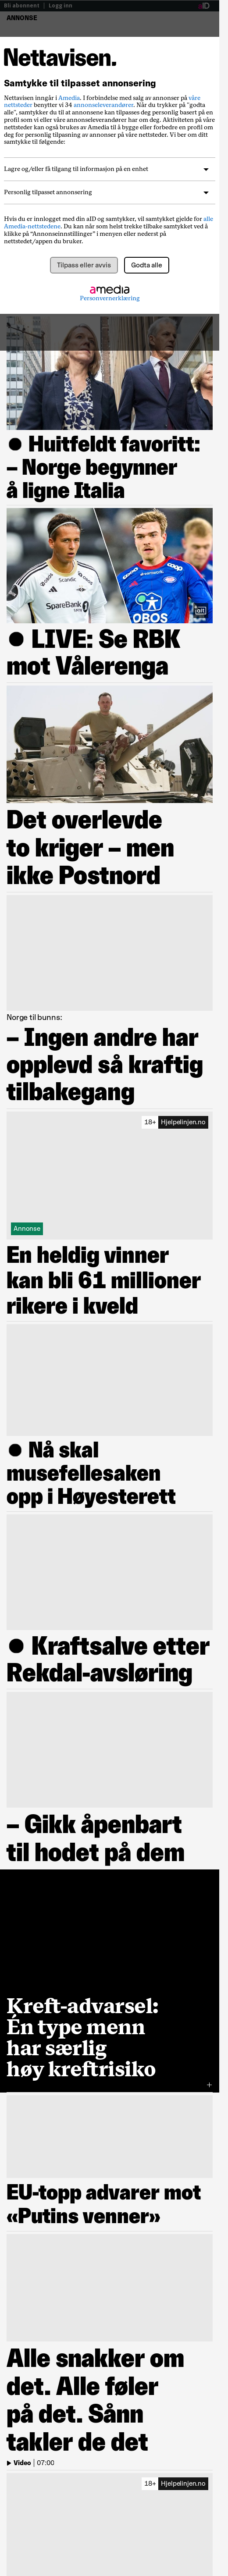 Bli abonnent | Logg inn
ANNONSE
Nettavisen.
Samtykke til tilpasset annonsering
Nettavisen inngår i Amedia. I forbindelse med salg av annonser på våre
nettsteder benytter vi 34 annonseleverandører. Når du trykker på "godta
alle", samtykker du til at annonsene kan tilpasses deg personlig basert på en
profil som vi eller våre annonseleverandører har om deg. Aktiviteten på våre
nettsteder kan også brukes av Amedia til å bygge eller forbedre en profil om
deg for personlig tilpasning av annonser på våre nettsteder. Vi ber om ditt
samtykke til følgende:
Lagre og/eller få tilgang til informasjon på en enhet
Personlig tilpasset annonsering
Hvis du er innlogget med din aID og samtykker, vil samtykket gjelde for alle
Amedia-nettstedene. Du kan når som helst trekke tilbake samtykket ved å
klikke på “Annonseinnstillinger” i menyen eller nederst på
nettstedet/appen du bruker.
Tilpass eller avvis
Godta alle
amedia
Personvernerklæring
● Huitfeldt favoritt:
– Norge begynner
å ligne Italia
Scandic
SpareBank
OBOS
● LIVE: Se RBK
mot Vålerenga
Det overlevde
to kriger – men
ikke Postnord
Norge til bunns:
– Ingen andre har
opplevd så kraftig
tilbakegang
18+ Hjelpelinjen.no
Annonse
En heldig vinner
kan bli 61 millioner
rikere i kveld
● Nå skal
musefellesaken
opp i Høyesterett
● Kraftsalve etter
Rekdal-avsløring
– Gikk åpenbart
til hodet på dem
Kreft-advarsel:
Én type menn
har særlig
høy kreftrisiko
+
EU-topp advarer mot
«Putins venner»
Alle snakker om
det. Alle føler
på det. Sånn
takler de det
Video | 07:00
18+ Hjelpelinjen.no